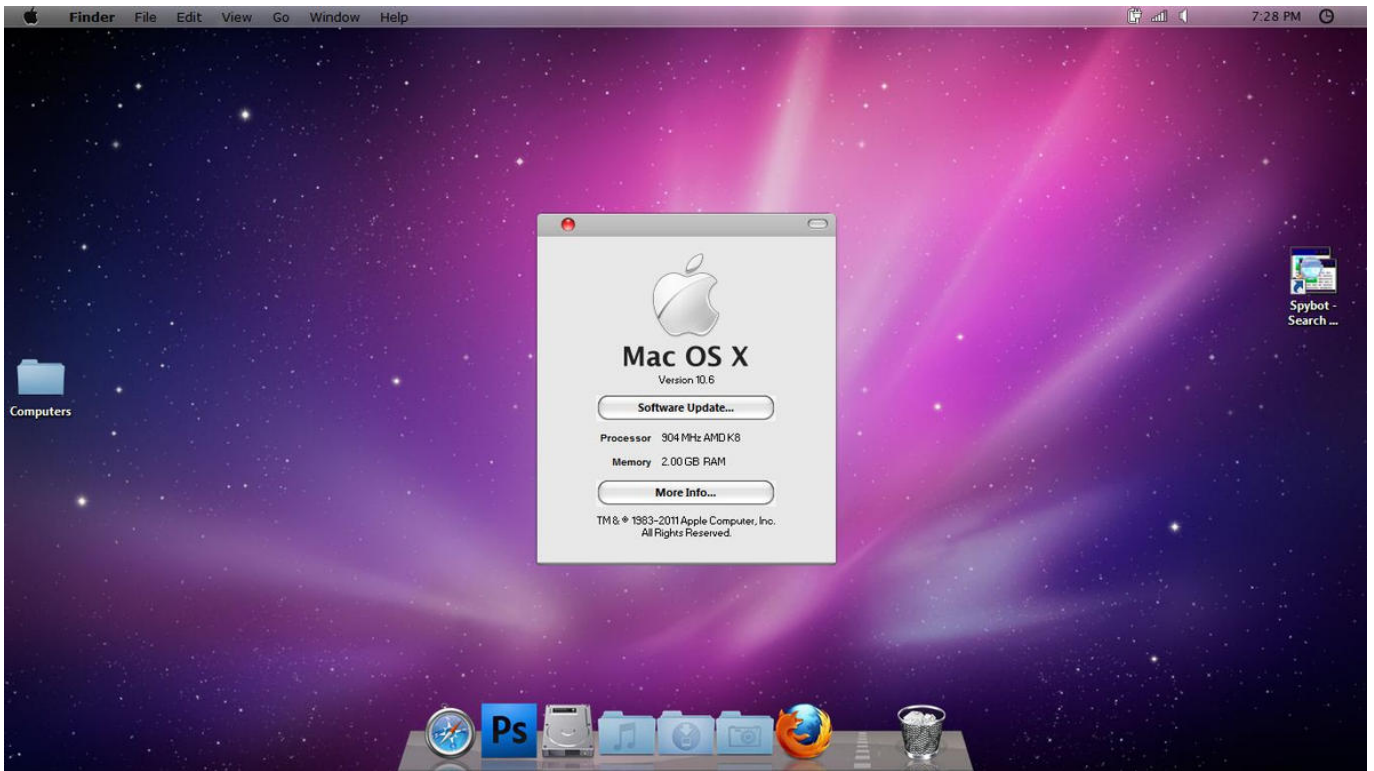 Finder File Edit View Go Window Help
7:28 PM
Mac OS X
Version 10.6
Software Update...
Processor 904 MHz AMD K8
Memory 2.00 GB RAM
More Info...
TM & ® 1983-2011 Apple Computer, Inc.
All Rights Reserved.
Spybot -
Search ...
Computers
Ps